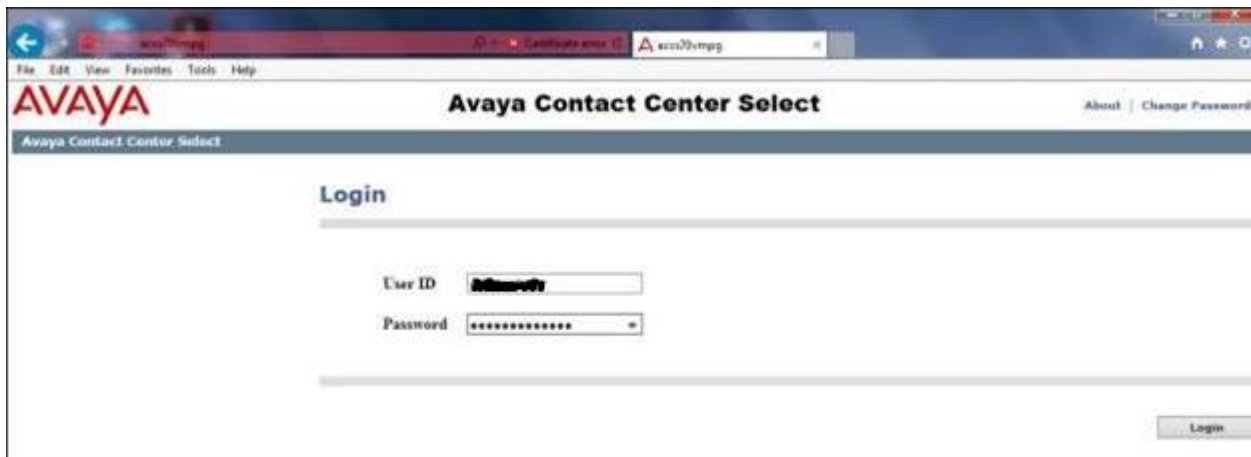 Certificate error
accs70vmpg
File Edit View Favorites Tools Help
AVAYA
Avaya Contact Center Select
About | Change Password
Avaya Contact Center Select
Login
User ID
Password •••••••••••••
Login